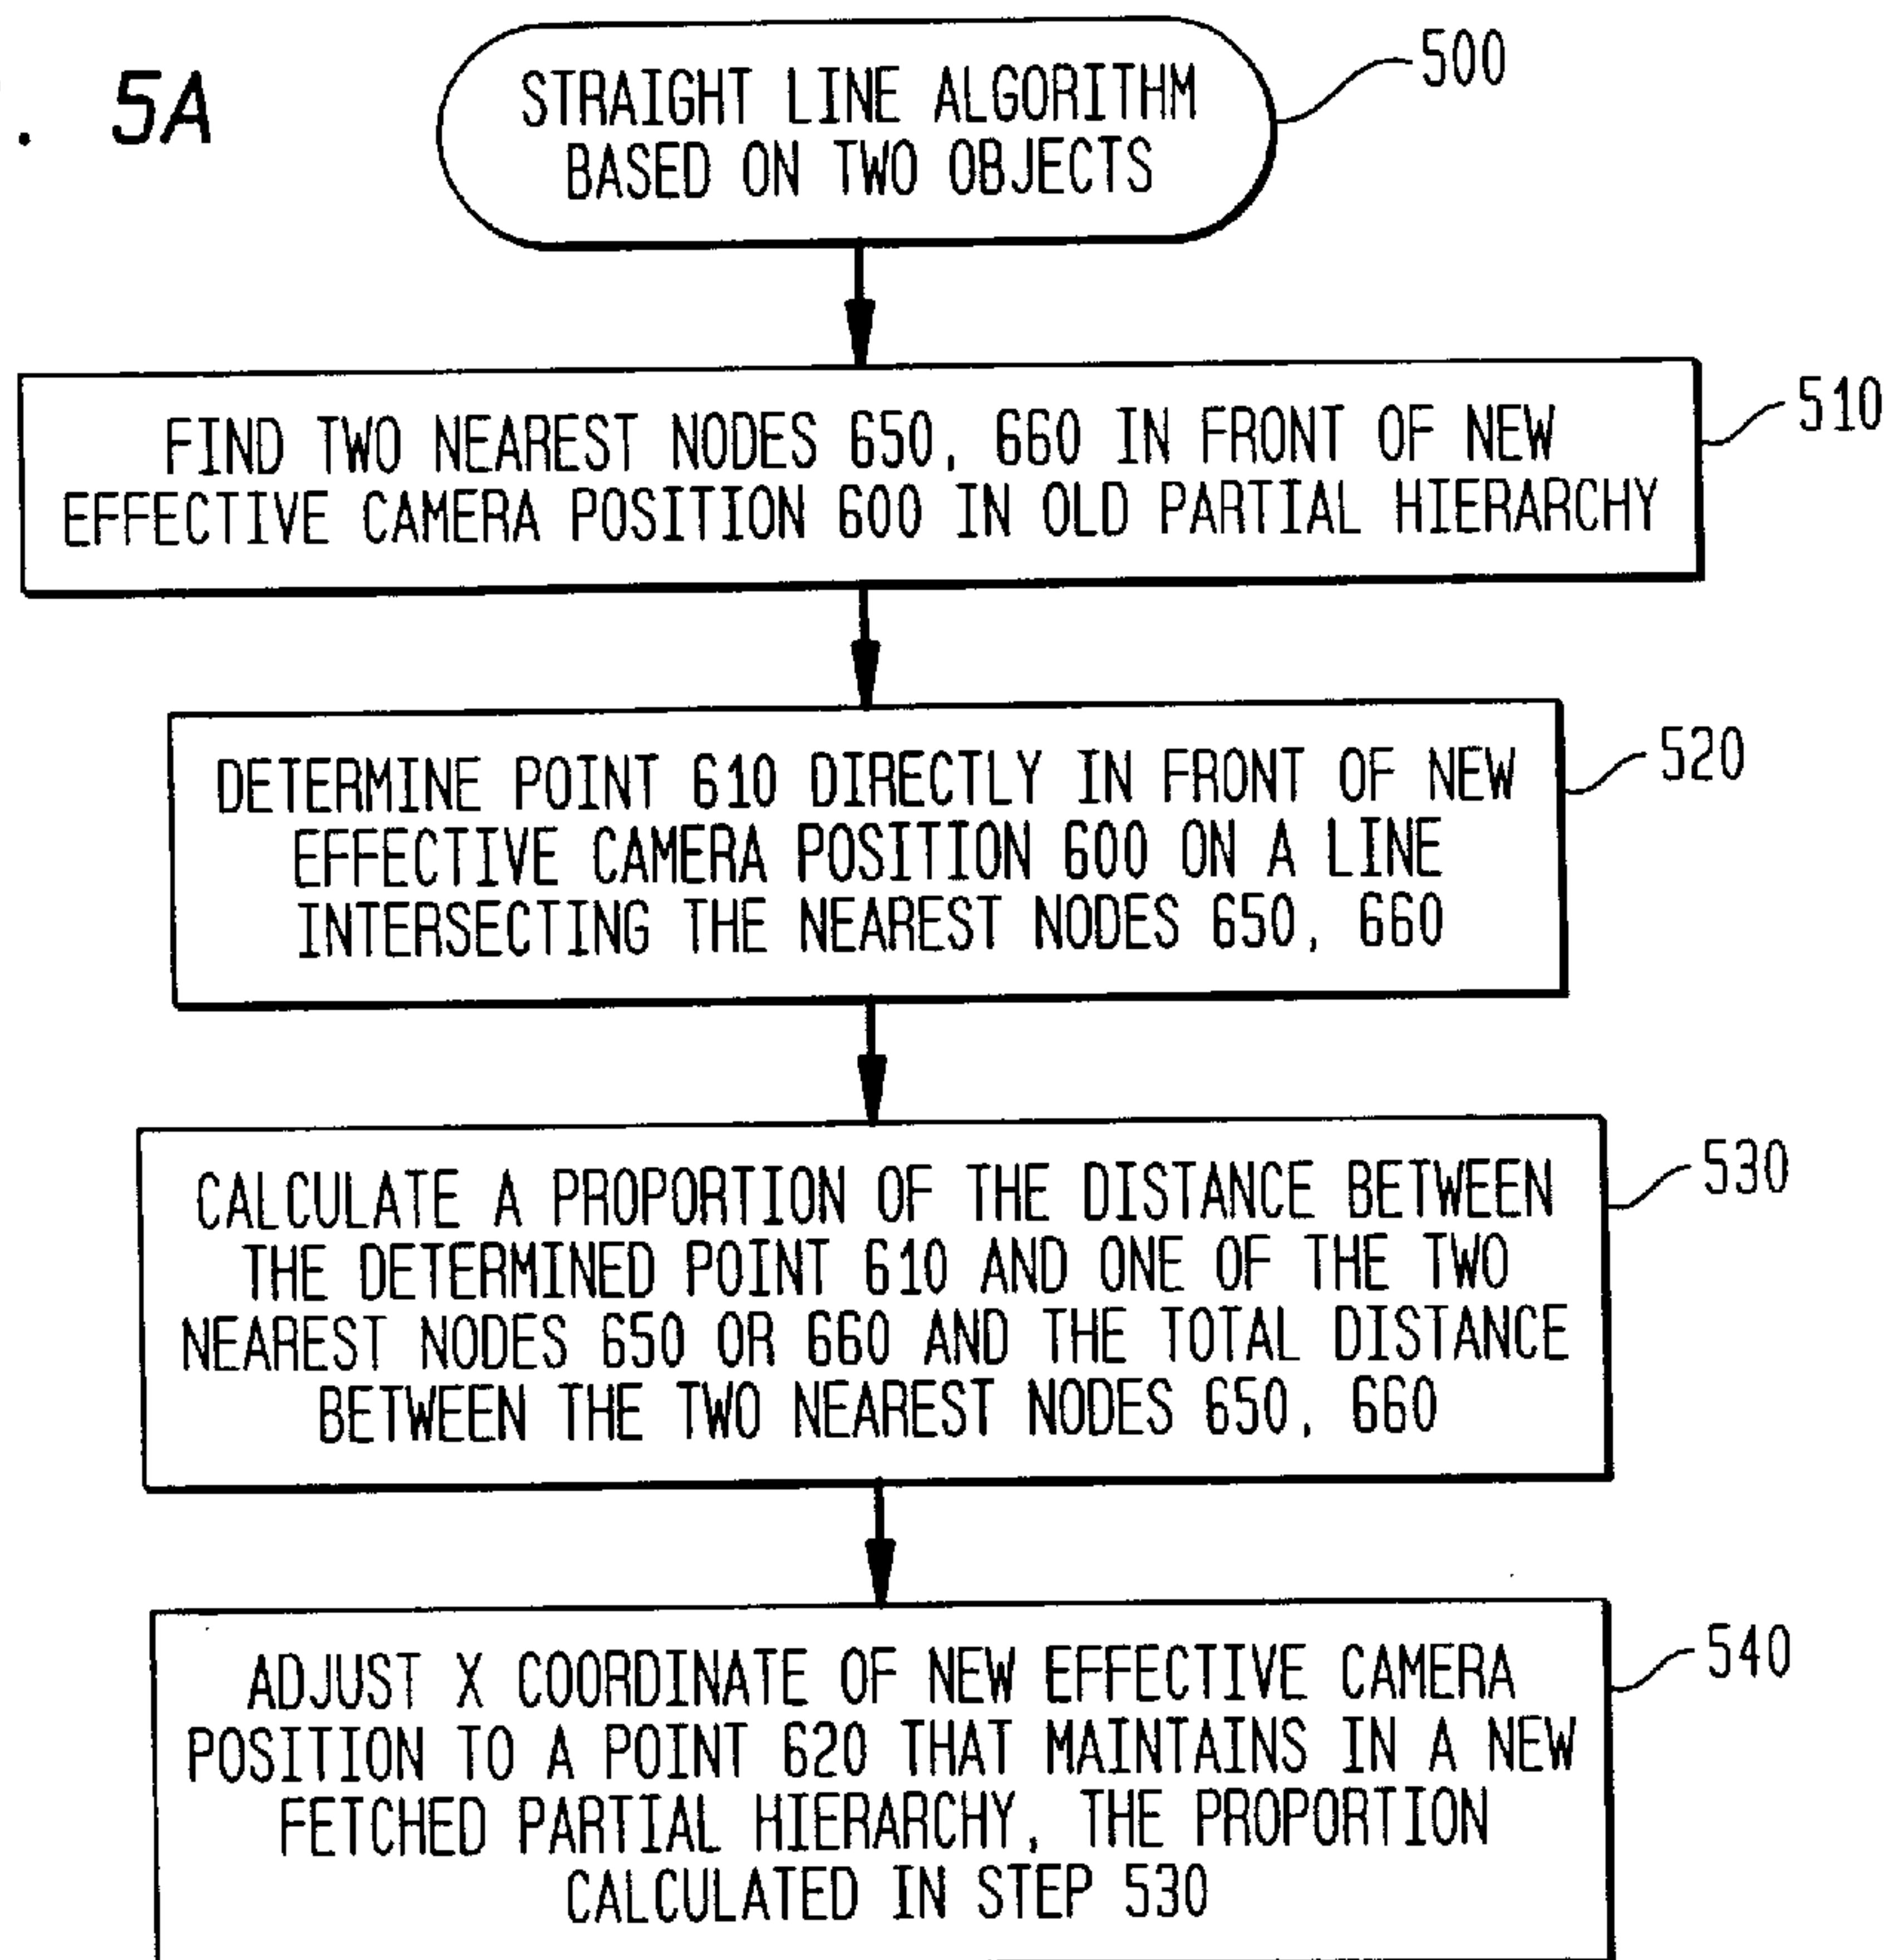 . 5A
STRAIGHT LINE ALGORITHM
BASED ON TWO OBJECTS
500
FIND TWO NEAREST NODES 650, 660 IN FRONT OF NEW
EFFECTIVE CAMERA POSITION 600 IN OLD PARTIAL HIERARCHY
510
DETERMINE POINT 610 DIRECTLY IN FRONT OF NEW
EFFECTIVE CAMERA POSITION 600 ON A LINE
INTERSECTING THE NEAREST NODES 650, 660
520
CALCULATE A PROPORTION OF THE DISTANCE BETWEEN
THE DETERMINED POINT 610 AND ONE OF THE TWO
NEAREST NODES 650 OR 660 AND THE TOTAL DISTANCE
BETWEEN THE TWO NEAREST NODES 650, 660
530
ADJUST X COORDINATE OF NEW EFFECTIVE CAMERA
POSITION TO A POINT 620 THAT MAINTAINS IN A NEW
FETCHED PARTIAL HIERARCHY, THE PROPORTION
CALCULATED IN STEP 530
540